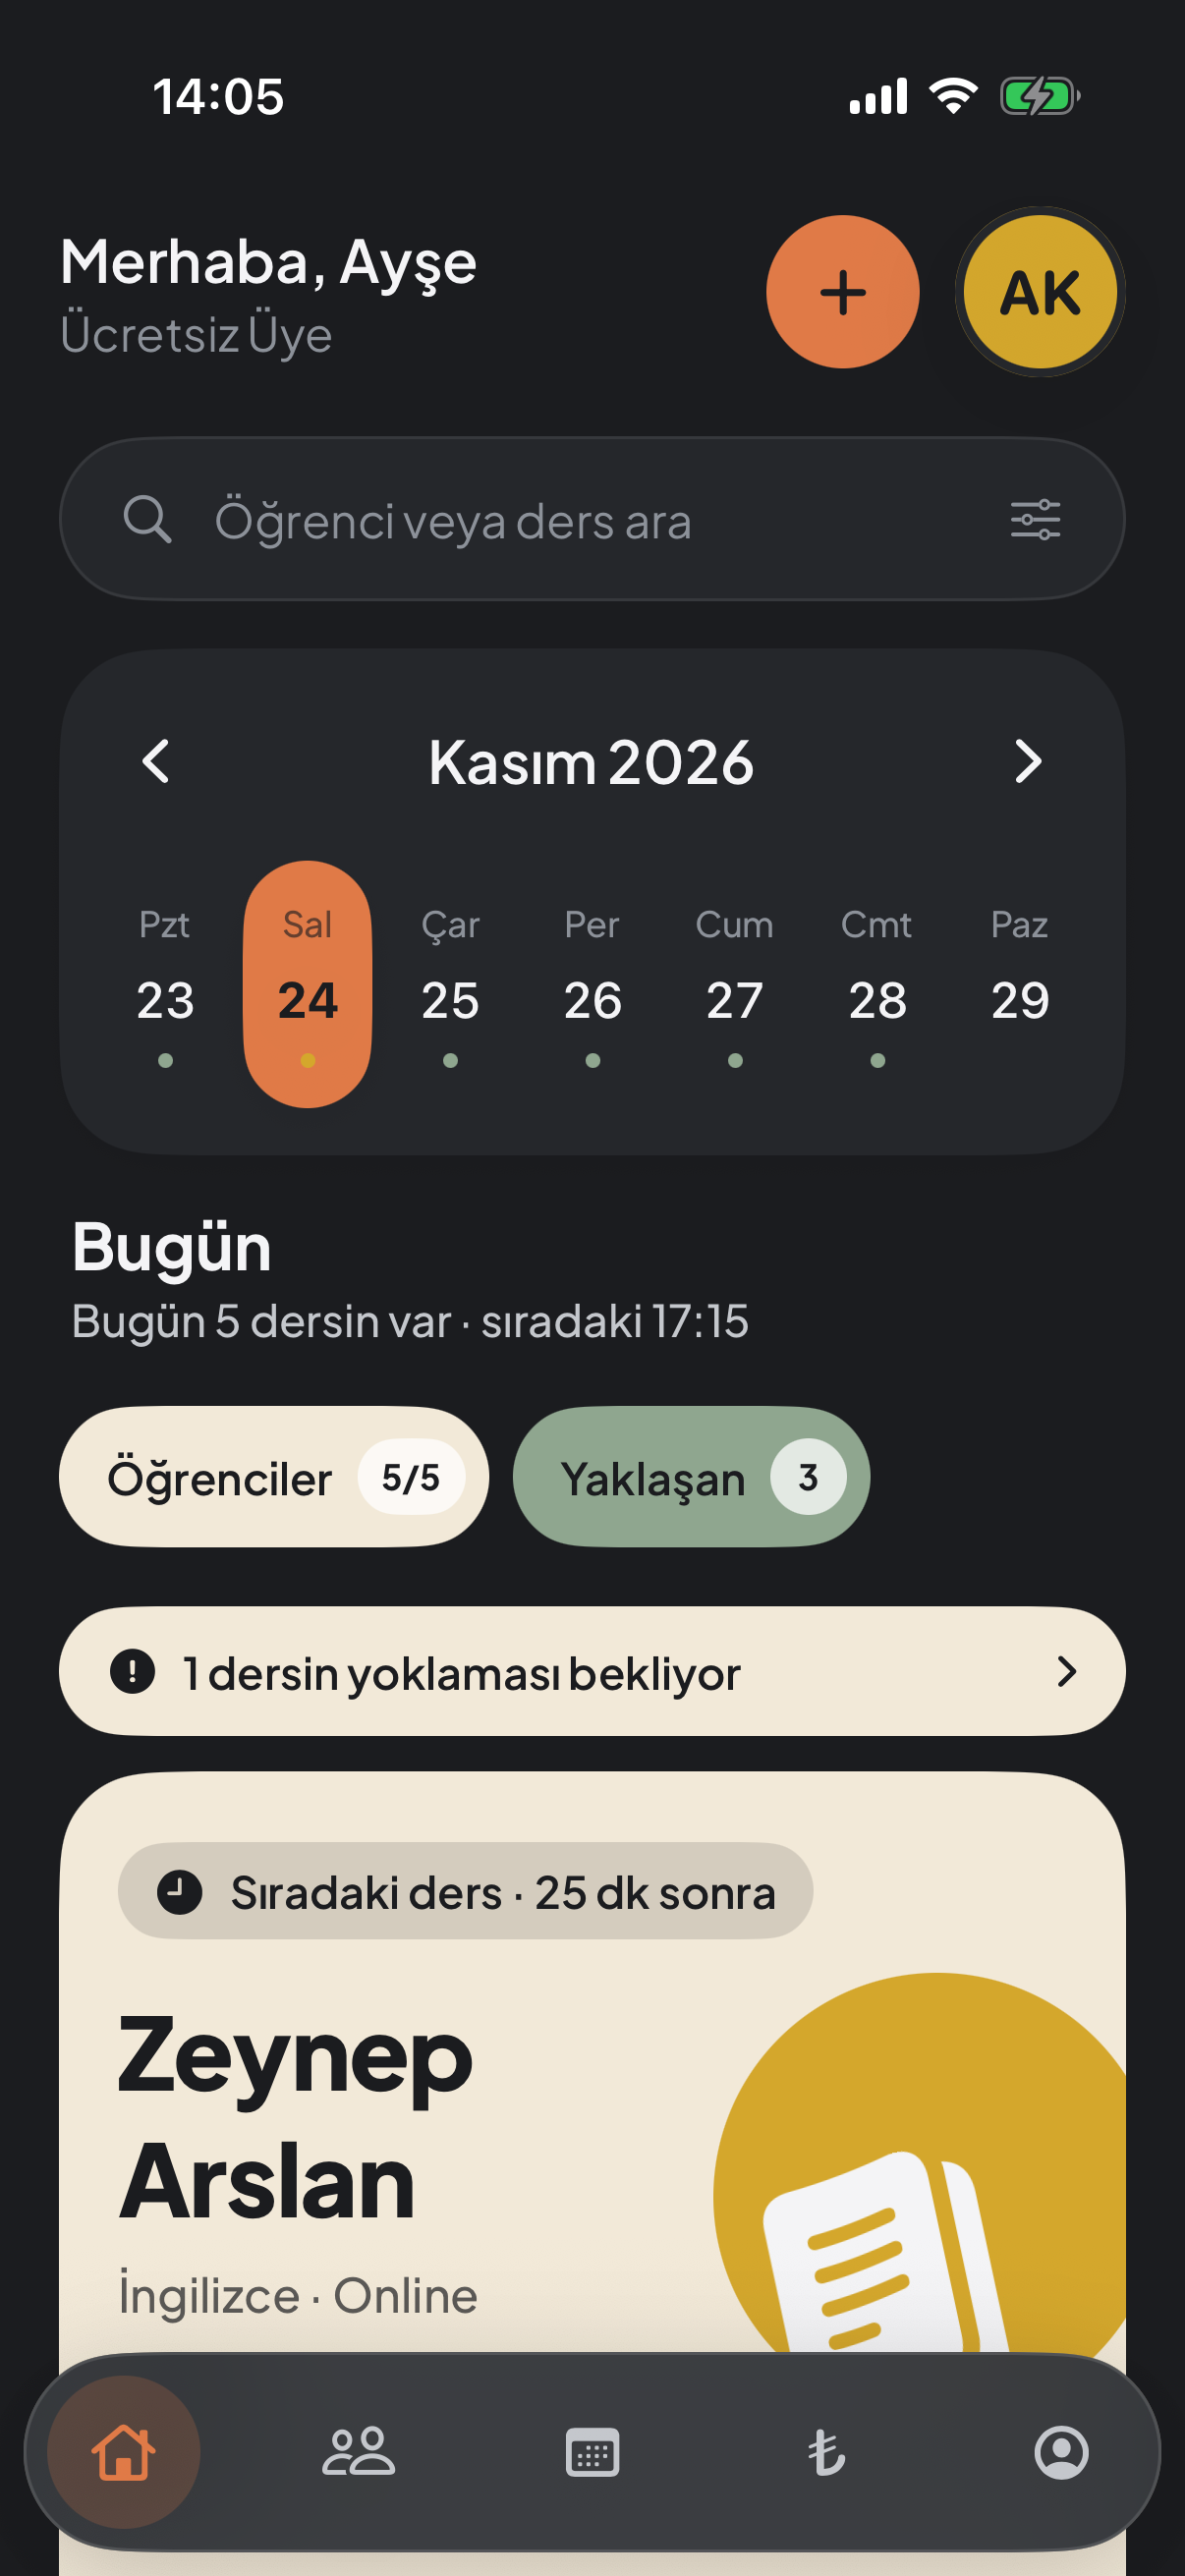 14:05
Merhaba, Ayşe
Ücretsiz Üye
+
AK
Öğrenci veya ders ara
Kasım 2026
Pzt Sal Çar Per Cum Cmt Paz
23 24 25 26 27 28 29
Bugün
Bugün 5 dersin var · sıradaki 17:15
Öğrenciler 5/5 Yaklaşan 3
1 dersin yoklaması bekliyor
Sıradaki ders · 25 dk sonra
Zeynep
Arslan
İngilizce · Online
₺